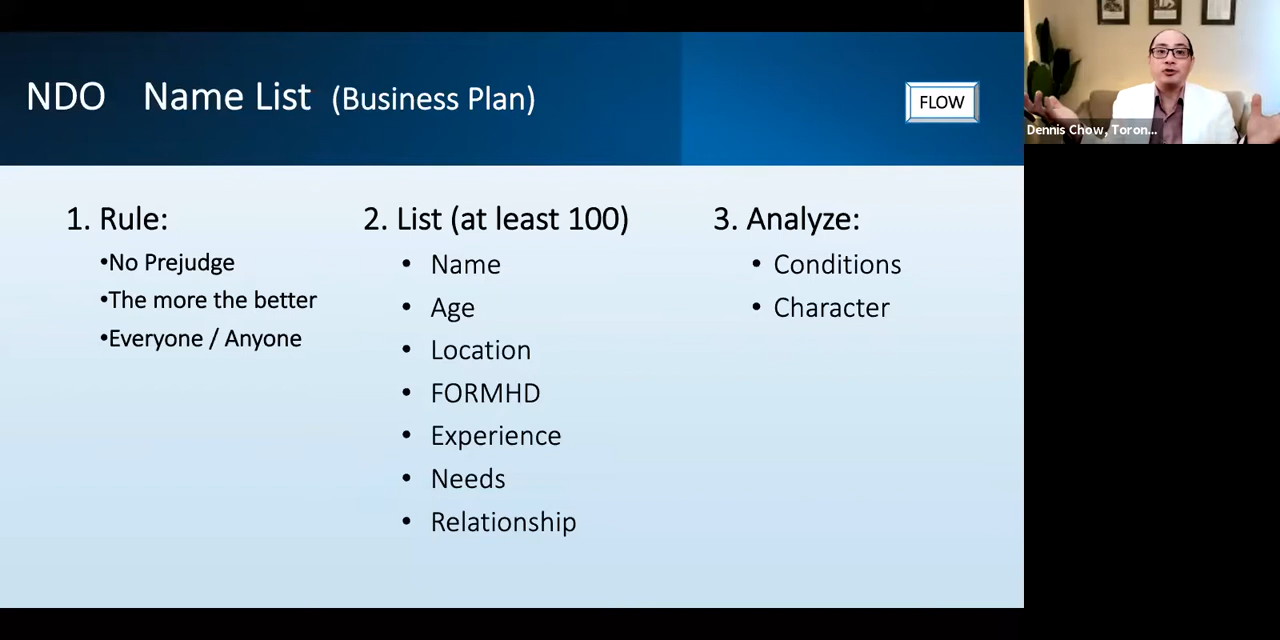 NDO Name List (Business Plan)
FLOW
Dennis Chow, Toron...
1. Rule:
•No Prejudge
•The more the better
•Everyone / Anyone
2. List (at least 100)
• Name
• Age
• Location
• FORMHD
• Experience
• Needs
• Relationship
3. Analyze:
• Conditions
• Character